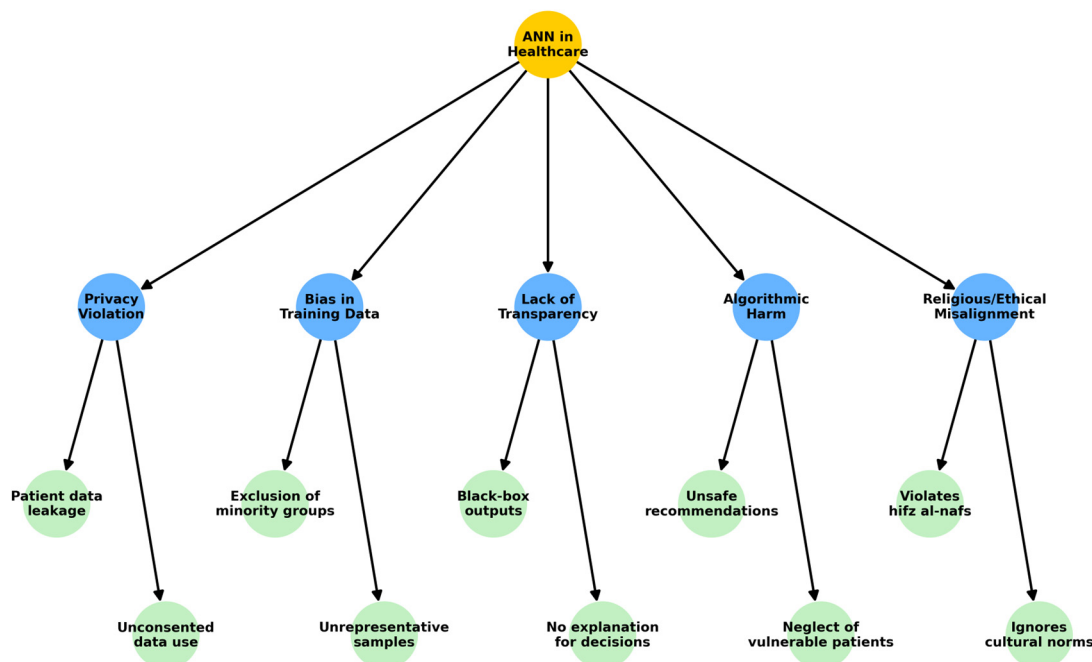 ANN in
Healthcare
Privacy
Violation
Bias in
Training Data
Lack of
Transparency
Algorithmic
Harm
Religious/Ethical
Misalignment
Patient data
leakage
Exclusion of
minority groups
Black-box
outputs
Unsafe
recommendations
Violates
hifz al-nafs
Unconsented
data use
Unrepresentative
samples
No explanation
for decisions
Neglect of
vulnerable patients
Ignores
cultural norms